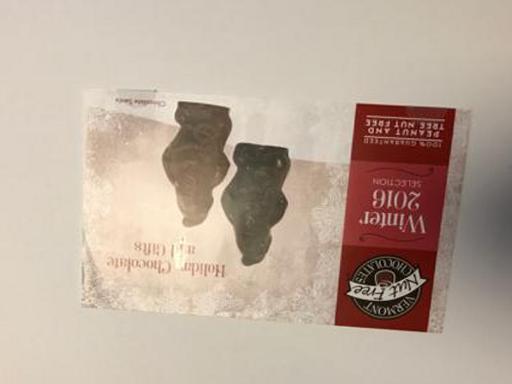 VERMONT
Nut Free
CHOCOLATES
Winter
2016
SELECTION
100% GUARANTEED
PEANUT AND
TREE NUT FREE
Holiday Chocolate
and Gifts
Chocolate Santa